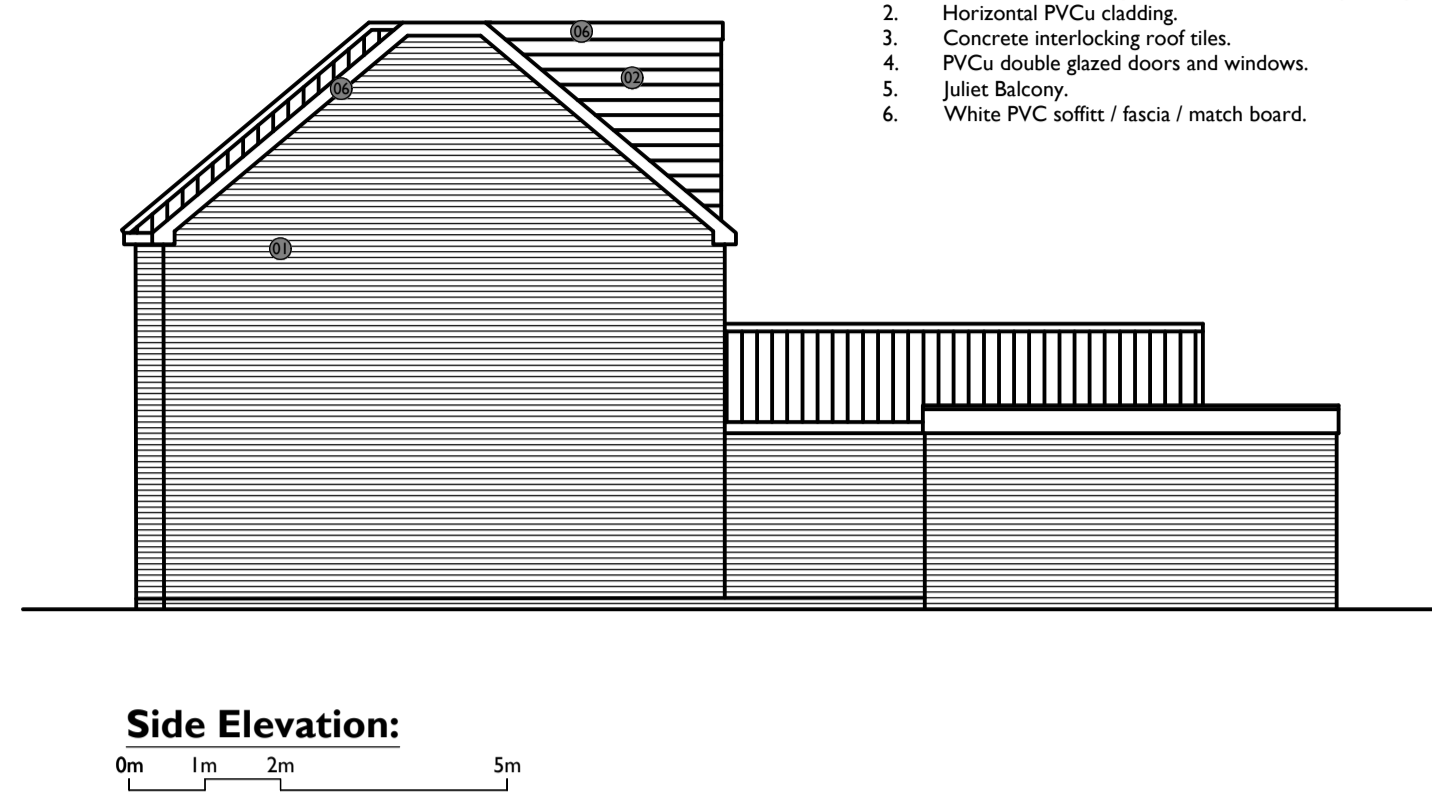 2. Horizontal PVCu cladding.
3. Concrete interlocking roof tiles.
4. PVCu double glazed doors and windows.
5. Juliet Balcony.
6. White PVC soffitt / fascia / match board.
06
02
06
01
Side Elevation:
0m 1m 2m 5m